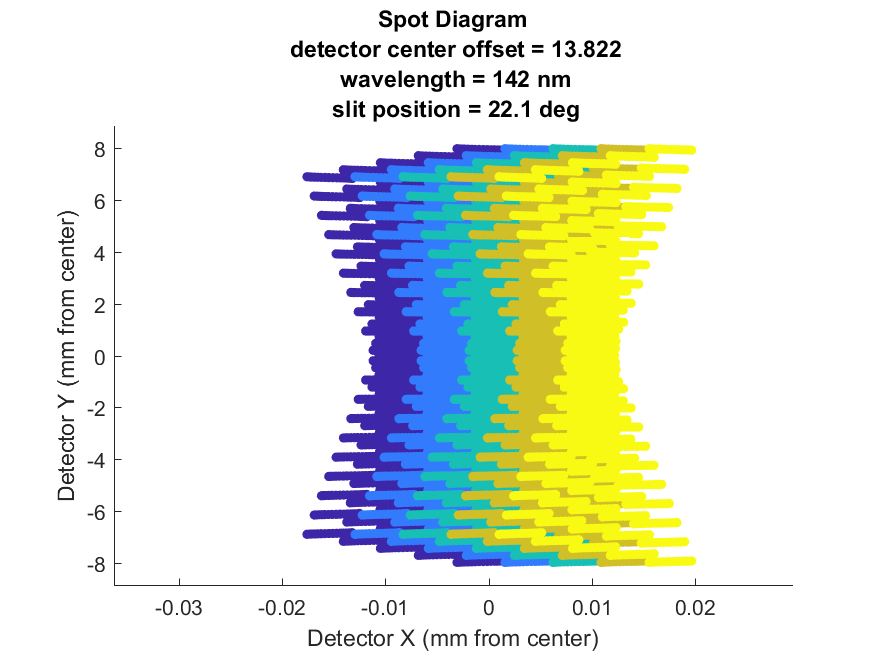 Spot Diagram
detector center offset = 13.822
wavelength = 142 nm
slit position = 22.1 deg
8
6
4
2
0
-2
-4
-6
-8
Detector Y (mm from center)
-0.03 -0.02 -0.01 0 0.01 0.02
Detector X (mm from center)